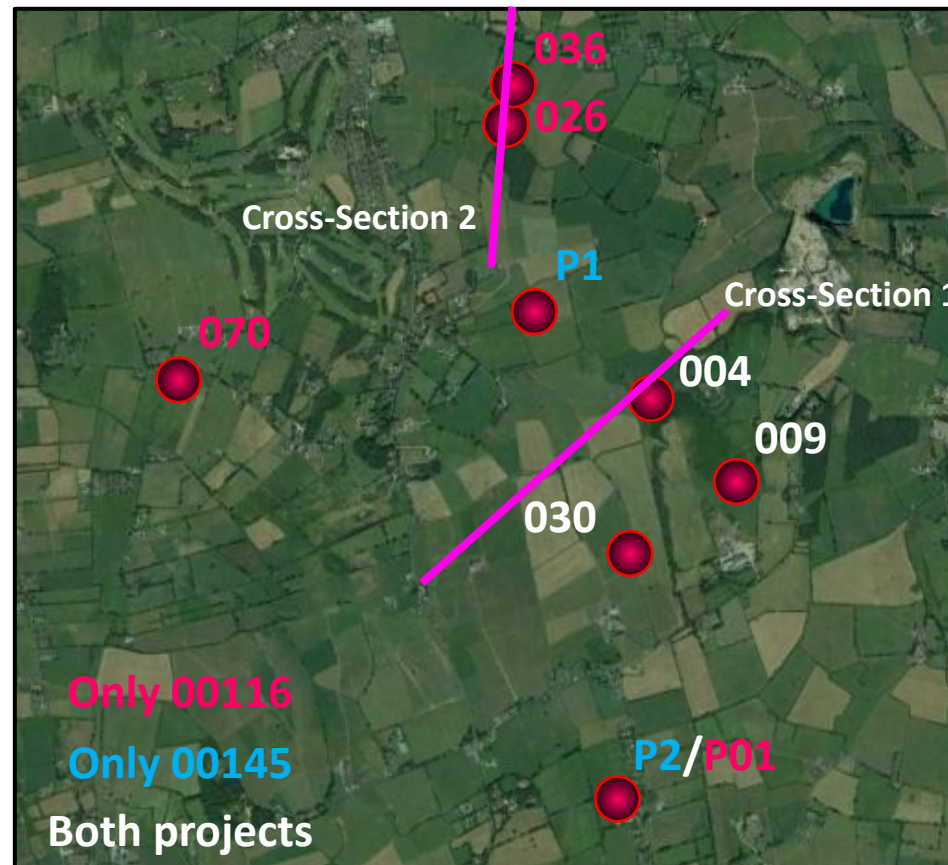 036
026
Cross-Section 2
P1
Cross-Section 1
070
004
009
030
Only 00116
P2/P01
Only 00145
Both projects